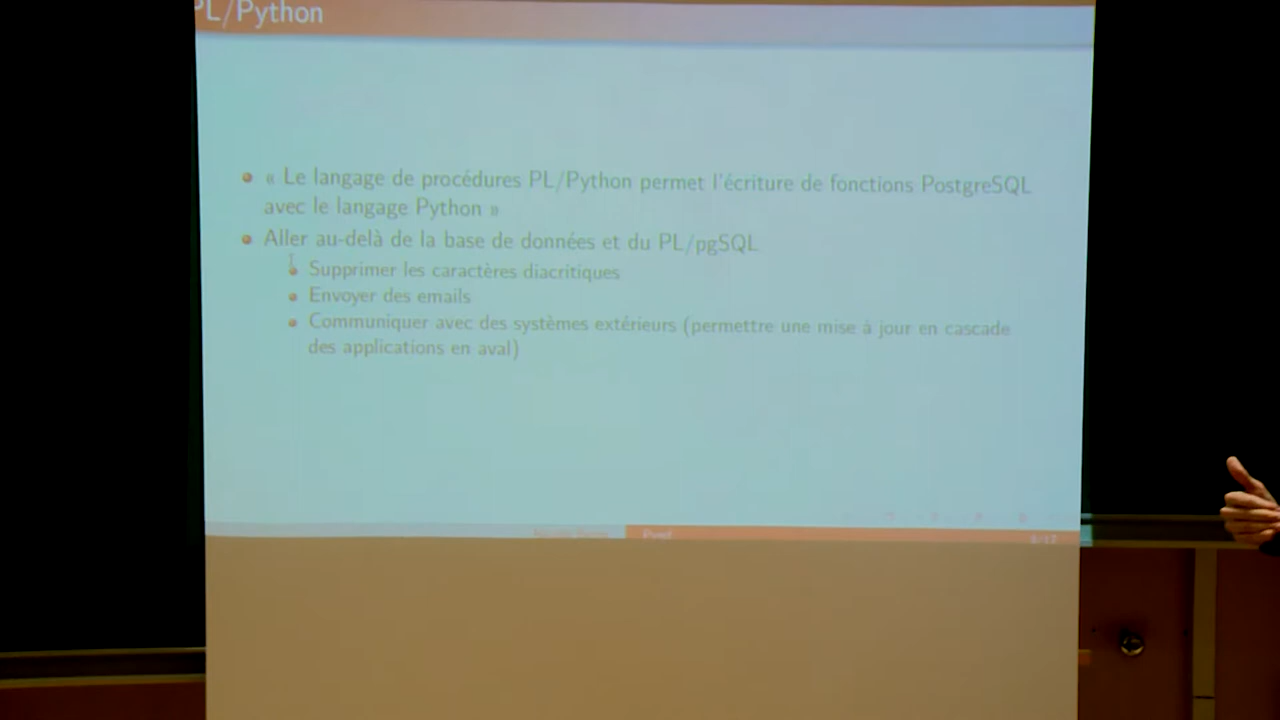 PL/Python
« Le langage de procédures PL/Python permet l'écriture de fonctions PostgreSQL
avec le langage Python »
Aller au-delà de la base de données et du PL/pgSQL
Supprimer les caractères diacritiques
Envoyer des emails
Communiquer avec des systèmes extérieurs (permettre une mise à jour en cascade
des applications en aval)